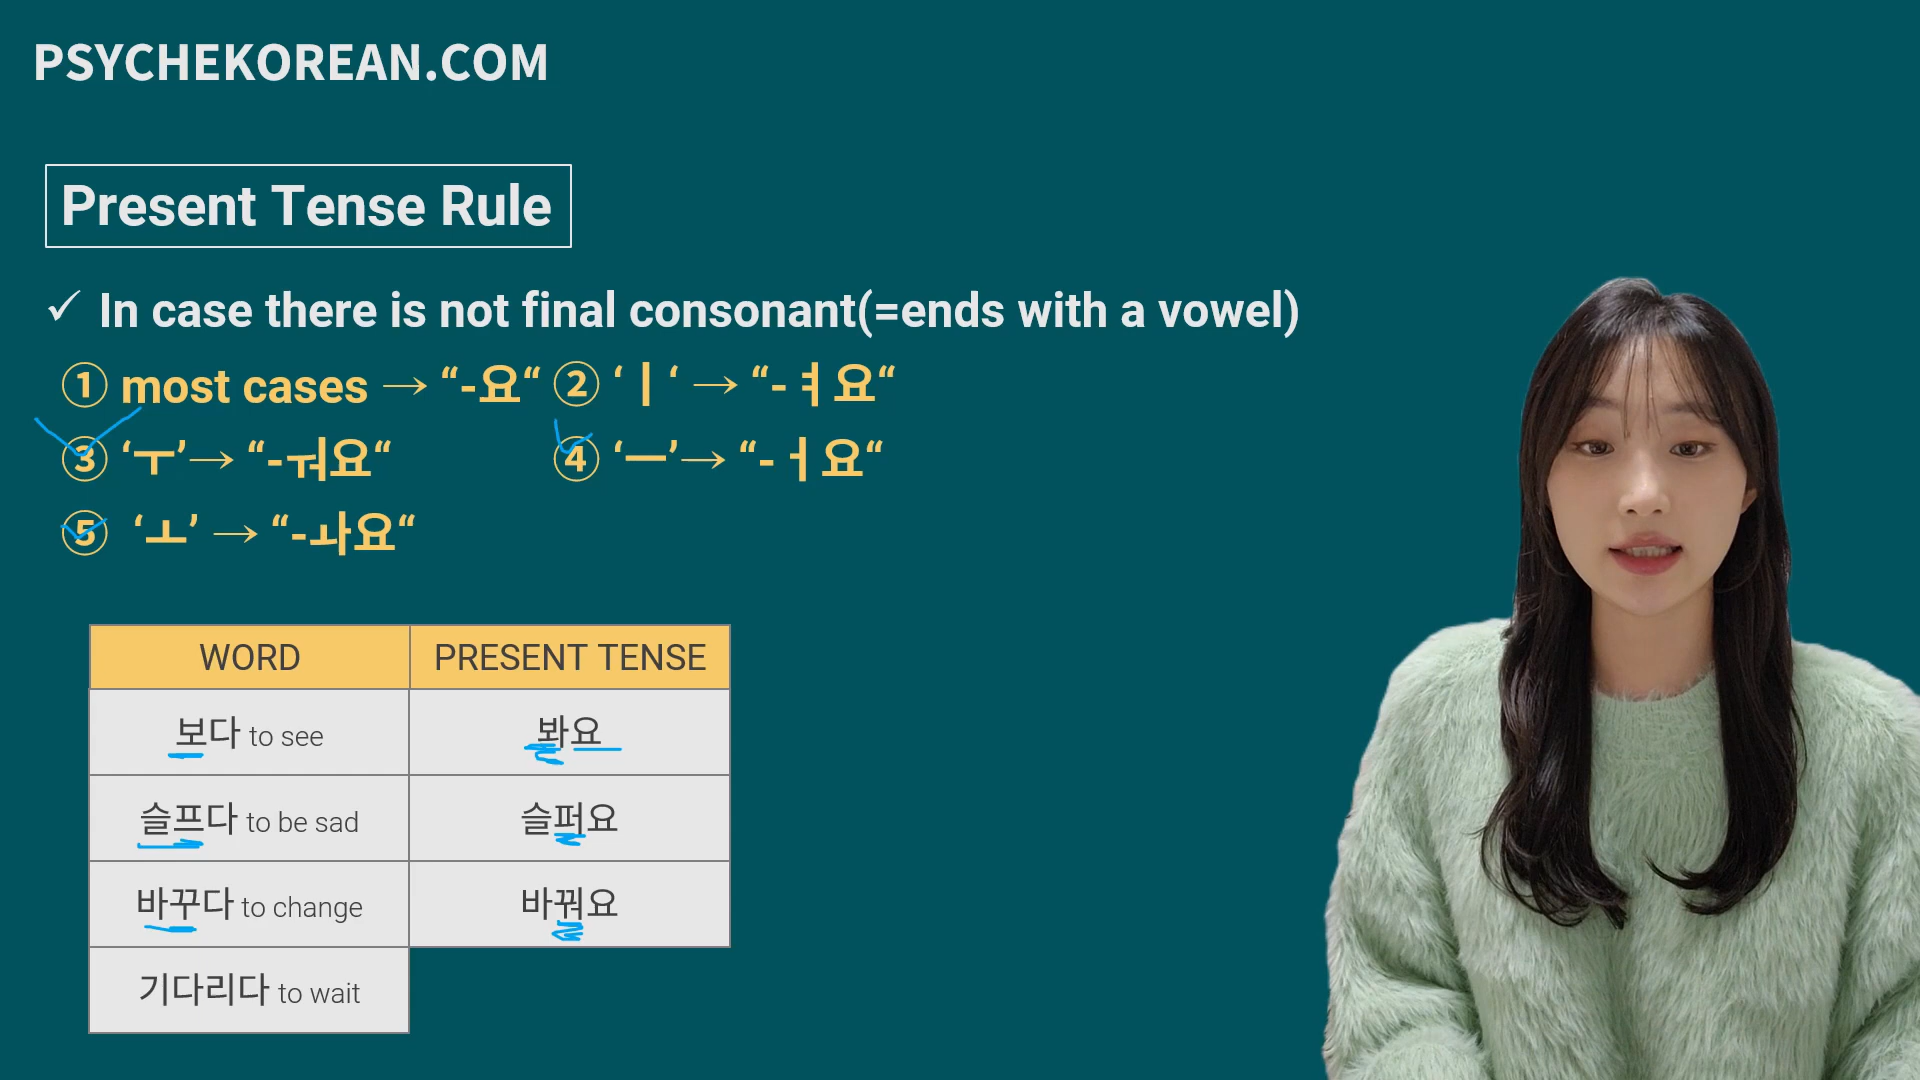 PSYCHEKOREAN.COM
Present Tense Rule
✓ In case there is not final consonant(=ends with a vowel)
① most cases → “-요“ ② ‘ㅣ‘ → “-ㅕ요“
③ ‘ㅜ’→ “-ㅝ요“ ④ ‘ㅡ’→ “-ㅓ요“
⑤ ‘ㅗ’ → “-ㅘ요“
WORD PRESENT TENSE
보다 to see 봐요
슬프다 to be sad 슬퍼요
바꾸다 to change 바꿔요
기다리다 to wait